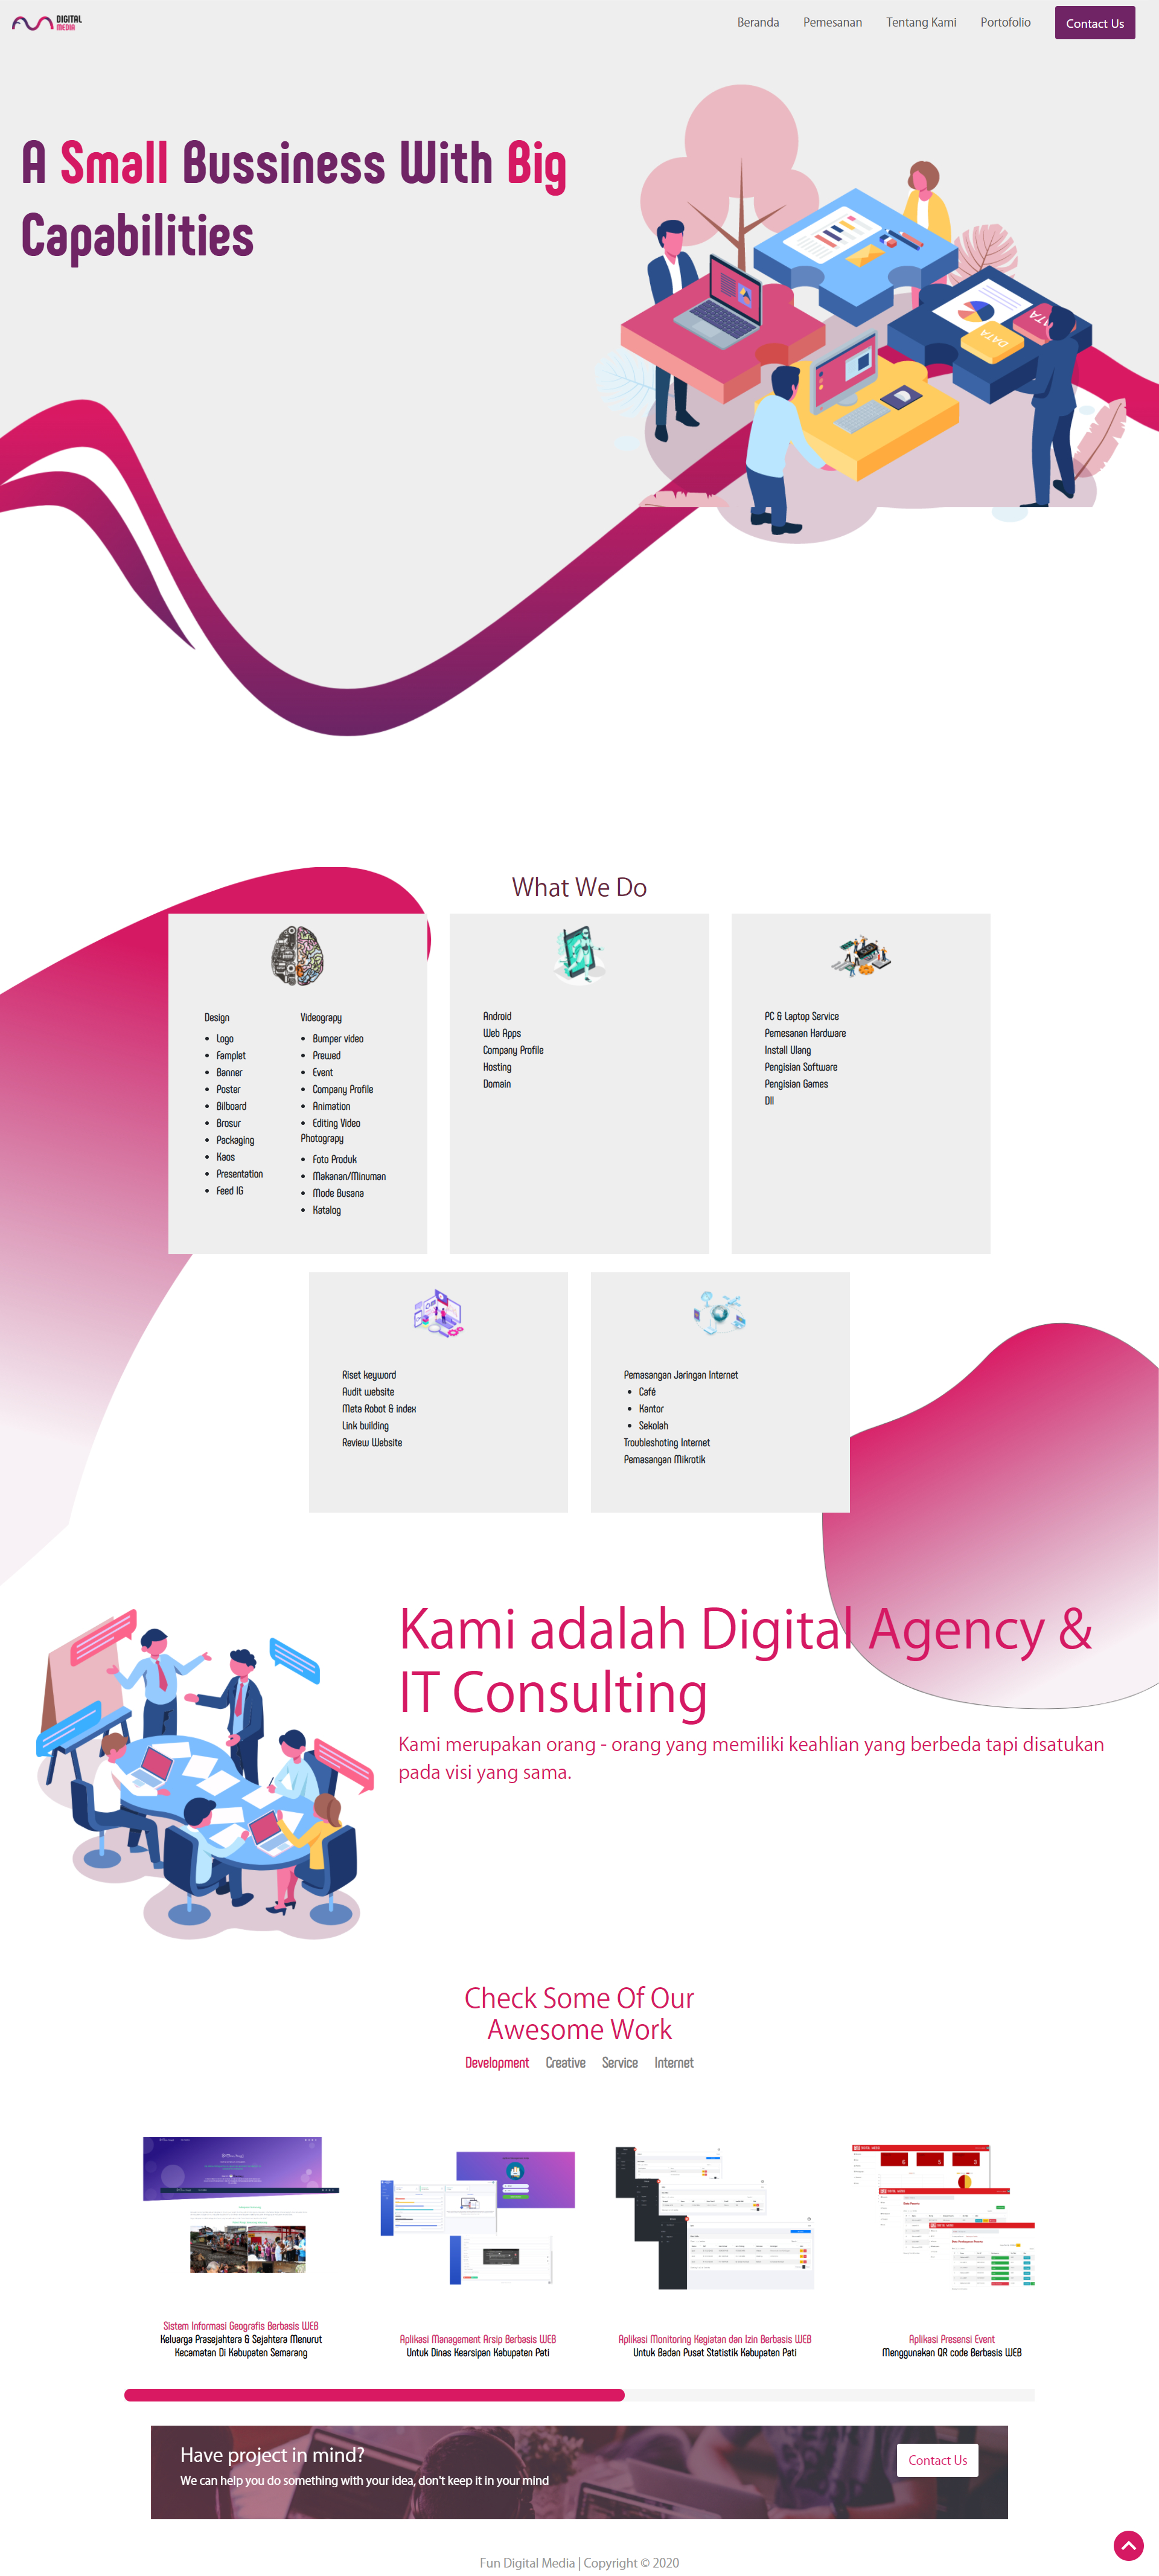 DIGITAL
MEDIA
Beranda Pemesanan Tentang Kami Portofolio Contact Us
A Small Bussiness With Big
Capabilities
DATA
DATA
What We Do
Design
Logo
Famplet
Banner
Poster
Bilboard
Brosur
Packaging
Kaos
Presentation
Feed IG
Videograpy
Bumper video
Prewed
Event
Company Profile
Animation
Editing Video
Photograpy
Foto Produk
Makanan/Minuman
Mode Busana
Katalog
Android
Web Apps
Company Profile
Hosting
Domain
PC & Laptop Service
Pemesanan Hardware
Install Ulang
Pengisian Software
Pengisian Games
Dll
Riset keyword
Audit website
Meta Robot & index
Link building
Review Website
Pemasangan Jaringan Internet
Café
Kantor
Sekolah
Troubleshoting Internet
Pemasangan Mikrotik
Kami adalah Digital Agency &
IT Consulting
Kami merupakan orang - orang yang memiliki keahlian yang berbeda tapi disatukan
pada visi yang sama.
Check Some Of Our
Awesome Work
Development Creative Service Internet
Sistem Informasi Geografis Berbasis WEB
Keluarga Prasejahtera & Sejahtera Menurut
Kecamatan Di Kabupaten Semarang
Aplikasi Management Arsip Berbasis WEB
Untuk Dinas Kearsipan Kabupaten Pati
Aplikasi Monitoring Kegiatan dan Izin Berbasis WEB
Untuk Badan Pusat Statistik Kabupaten Pati
Aplikasi Presensi Event
Menggunakan QR code Berbasis WEB
Have project in mind?
We can help you do something with your idea, don't keep it in your mind
Contact Us
Fun Digital Media | Copyright © 2020